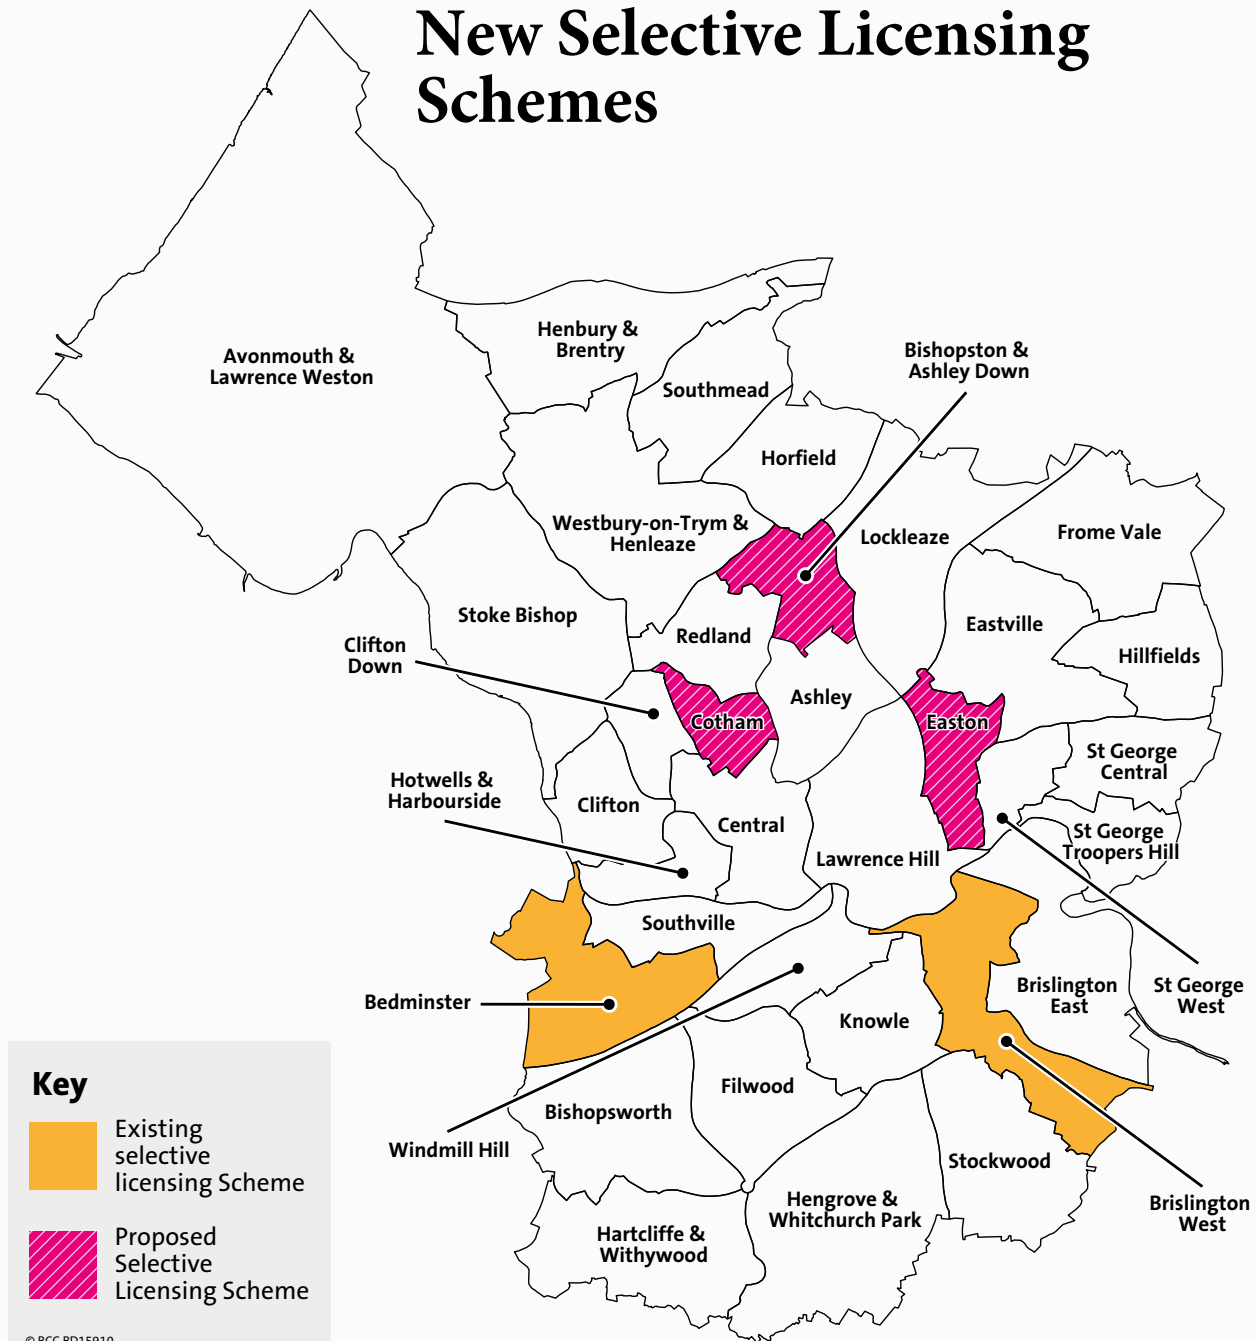 New Selective Licensing
Schemes
Avonmouth &
Lawrence Weston
Henbury &
Brentry
Southmead
Bishopston &
Ashley Down
Horfield
Westbury-on-Trym &
Henleaze
Lockleaze
Frome Vale
Stoke Bishop
Redland
Eastville
Hillfields
Clifton
Down
Ashley
Cotham
Easton
St George
Central
Hotwells &
Harbourside
Clifton
Central
St George
Troopers Hill
Lawrence Hill
Southville
Bedminster
Brislington
East
St George
West
Knowle
Filwood
Bishopsworth
Windmill Hill
Stockwood
Hengrove &
Whitchurch Park
Brislington
West
Hartcliffe &
Withywood
Key
Existing
selective
licensing Scheme
Proposed
Selective
Licensing Scheme
© BCC BD15910